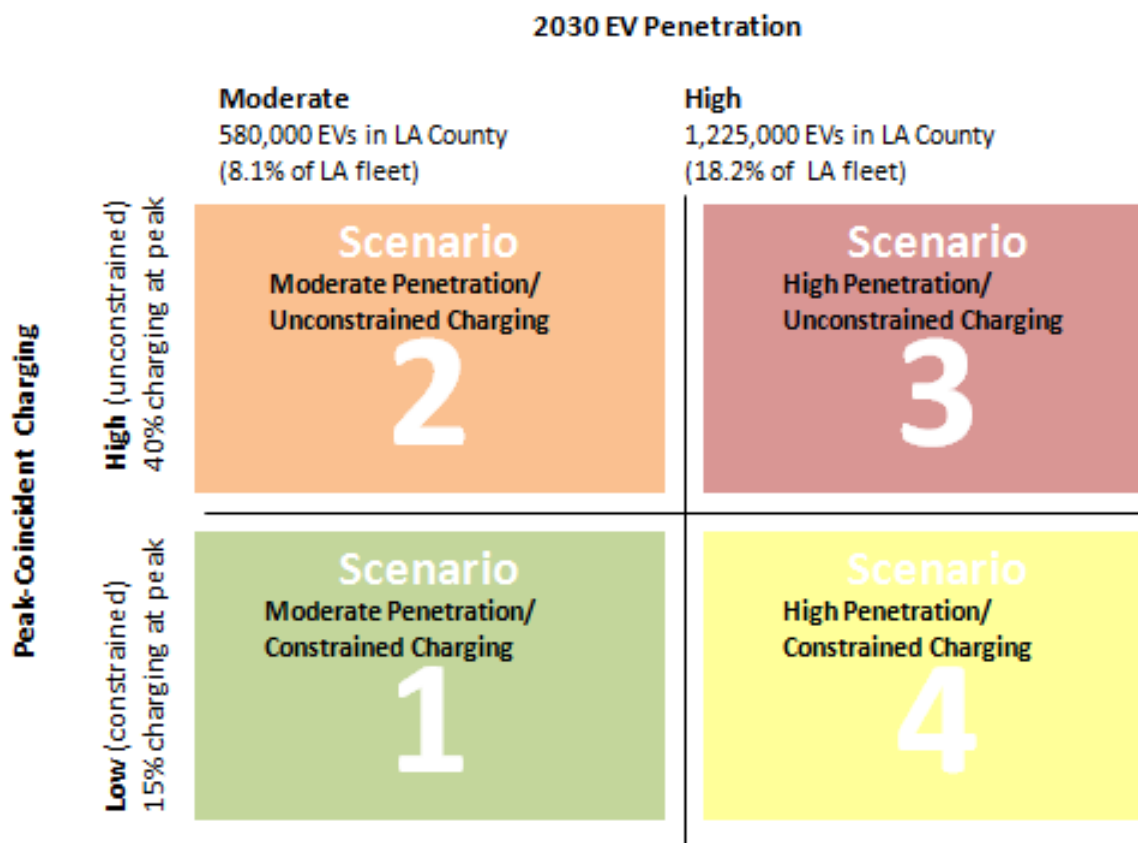 2030 EV Penetration
Moderate
580,000 EVs in LA County
(8.1% of LA fleet)
High
1,225,000 EVs in LA County
(18.2% of  LA fleet)
Peak-Coincident Charging
High (unconstrained)
40% charging at peak
Scenario
Moderate Penetration/
Unconstrained Charging
2
Scenario
High Penetration/
Unconstrained Charging
3
Low (constrained)
15% charging at peak
Scenario
Moderate Penetration/
Constrained Charging
1
Scenario
High Penetration/
Constrained Charging
4